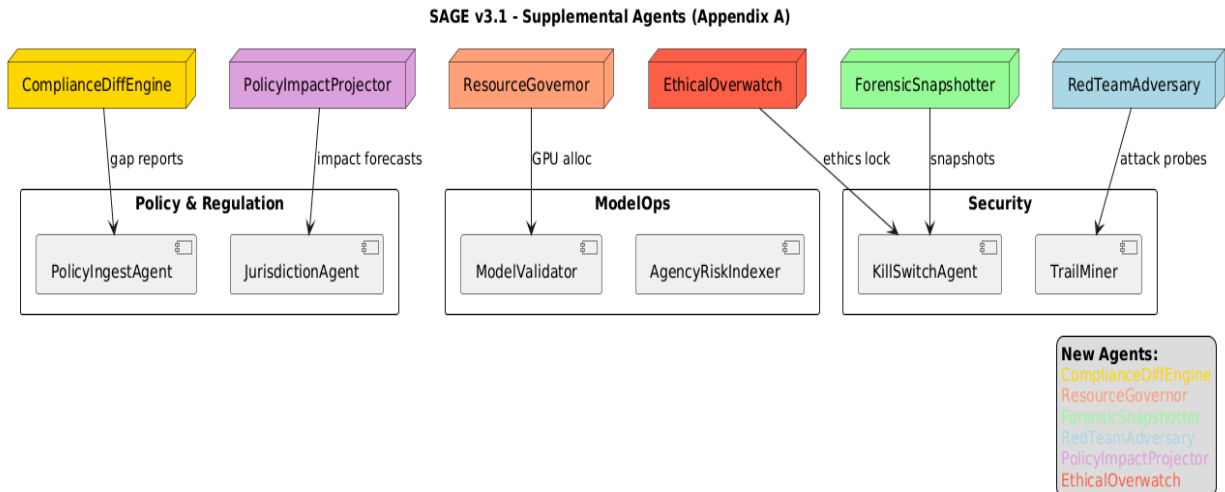 SAGE v3.1 - Supplemental Agents (Appendix A)
ComplianceDiffEngine
PolicyImpactProjector
ResourceGovernor
EthicalOverwatch
ForensicSnapshotter
RedTeamAdversary
gap reports
impact forecasts
GPU alloc
ethics lock
snapshots
attack probes
Policy & Regulation
PolicyIngestAgent
JurisdictionAgent
ModelOps
ModelValidator
AgencyRiskIndexer
Security
KillSwitchAgent
TrailMiner
New Agents:
ComplianceDiffEngine
ResourceGovernor
ForensicSnapshotter
RedTeamAdversary
PolicyImpactProjector
EthicalOverwatch